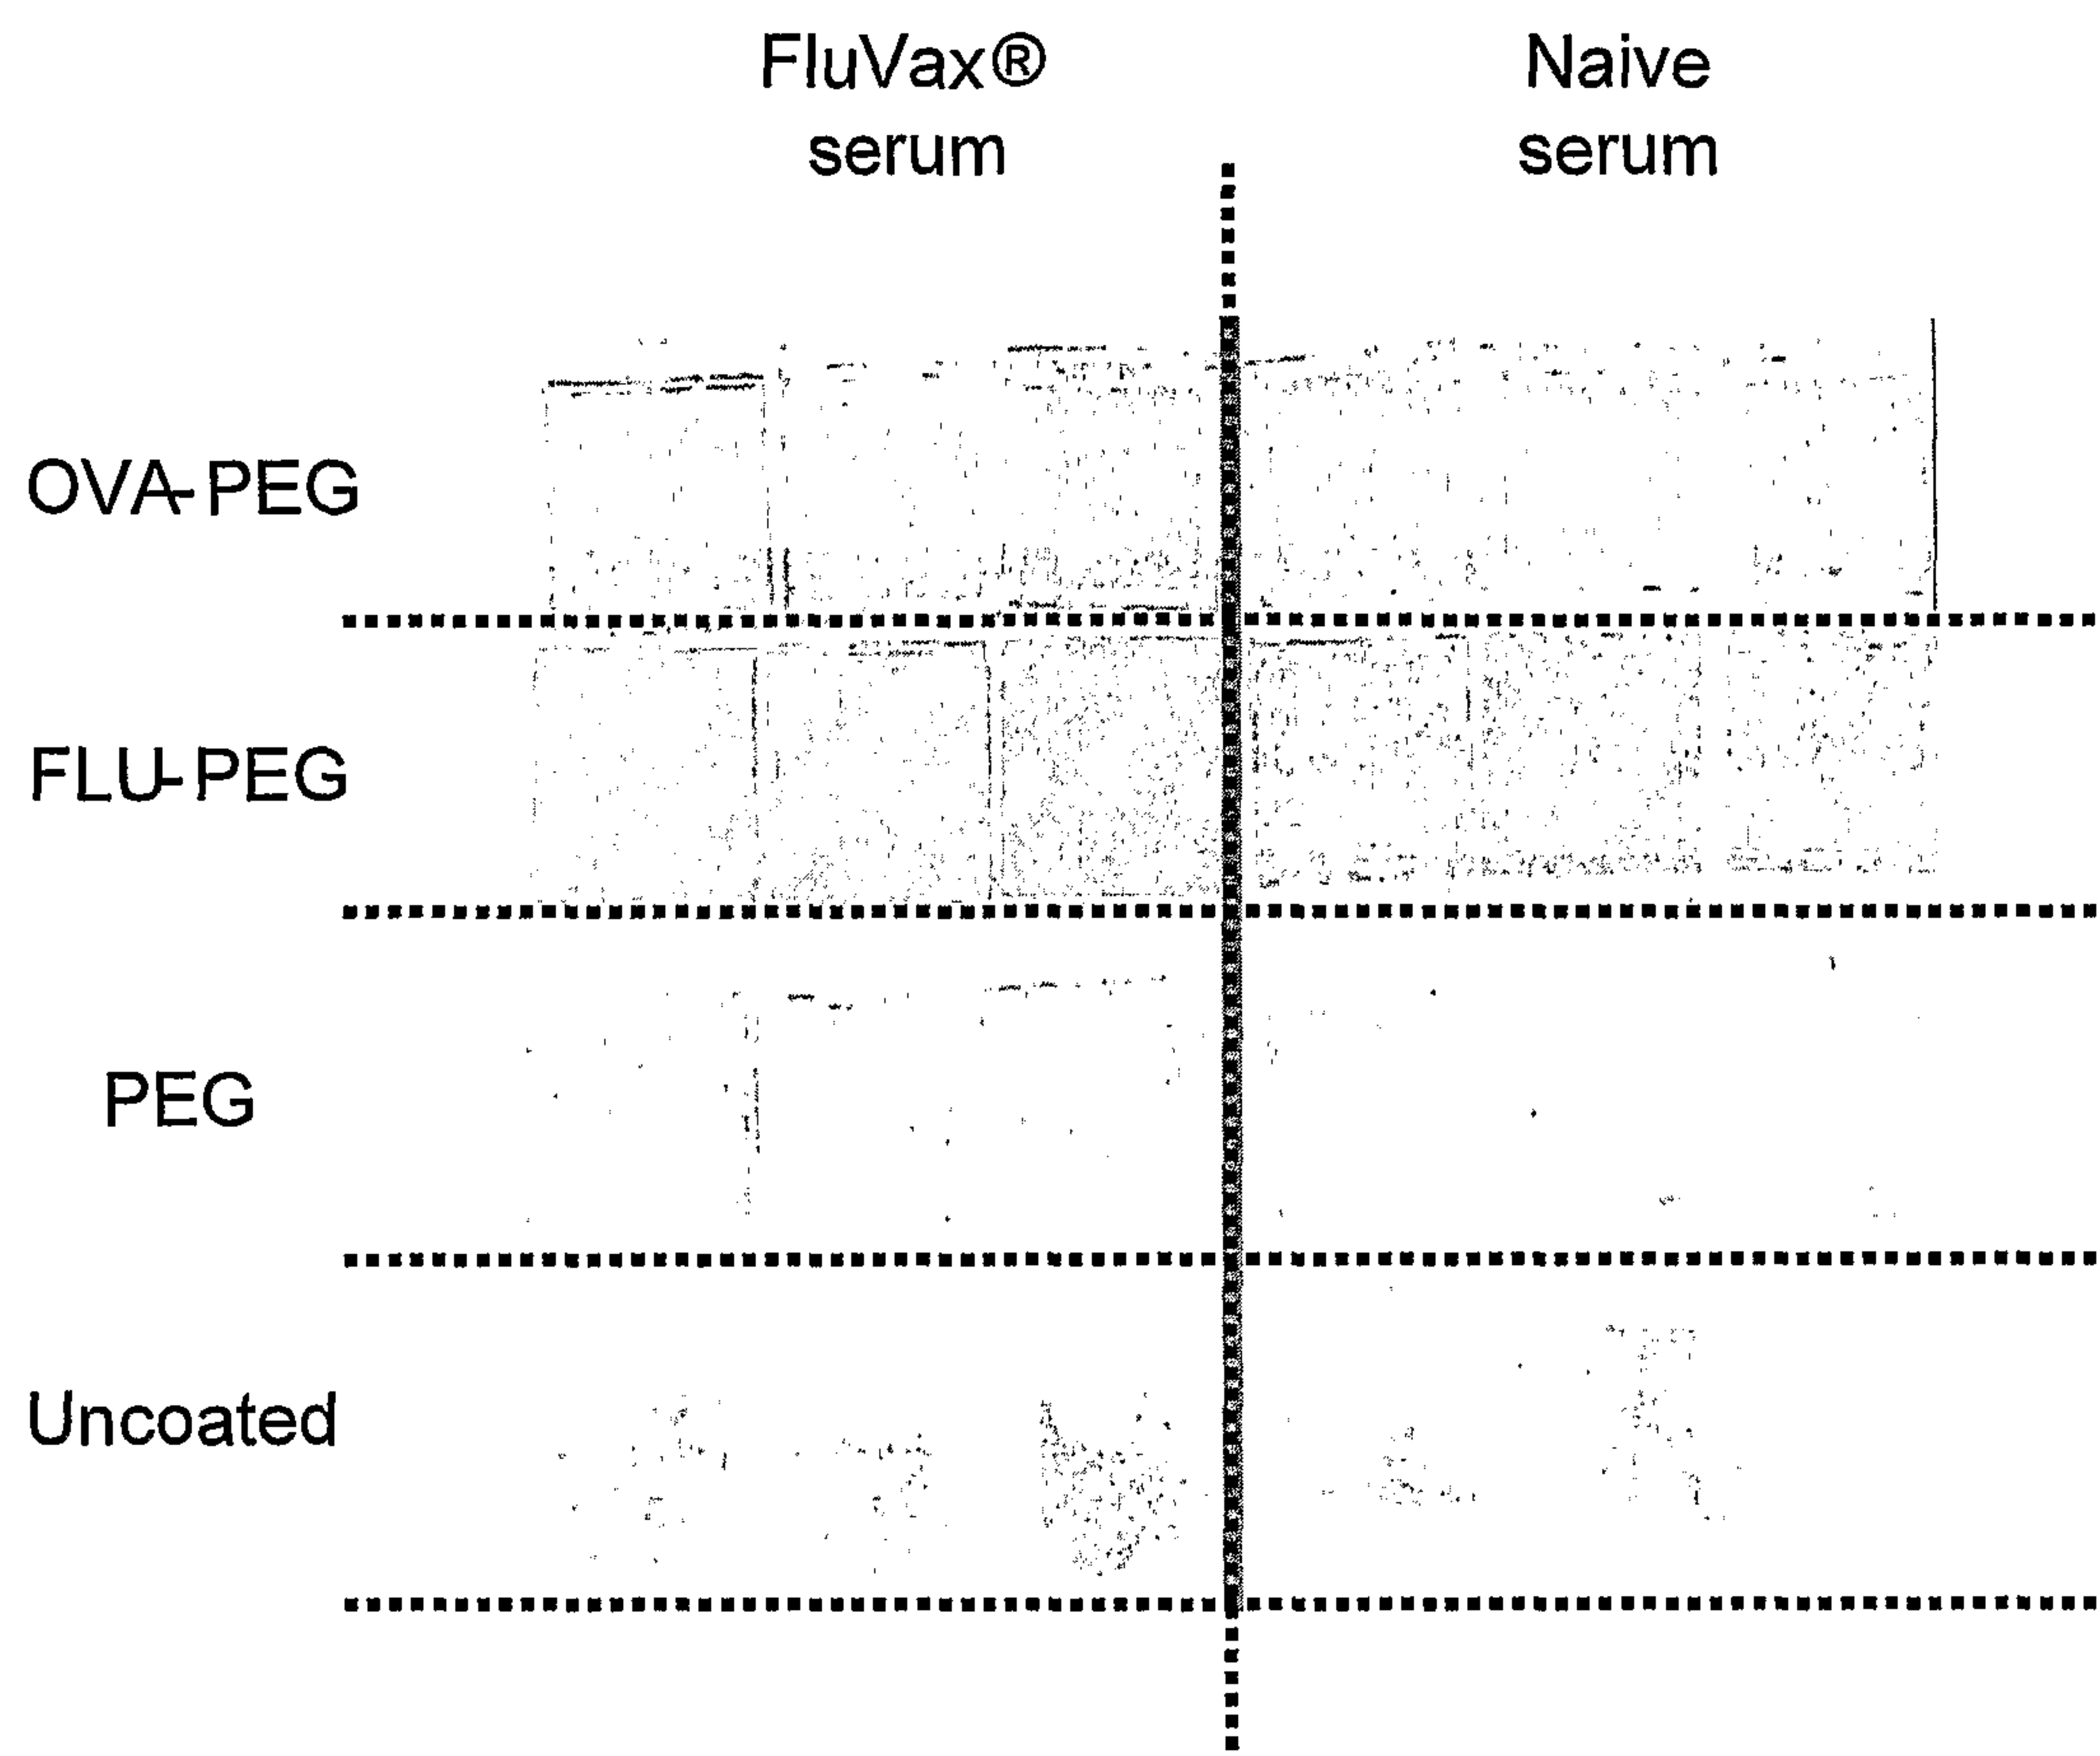 FluVax®
serum
Naive
serum
OVA-PEG
FLU-PEG
PEG
Uncoated